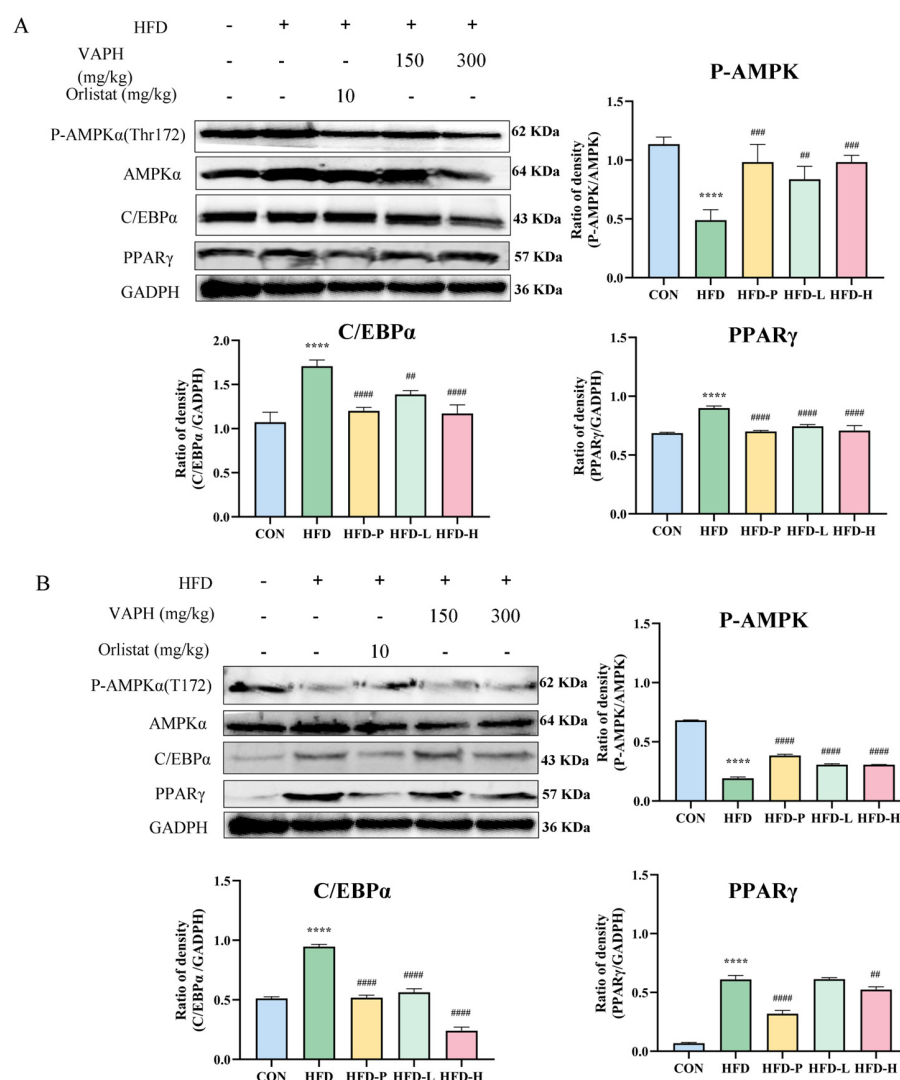 A
HFD - + + + +
VAPH (mg/kg) - - - 150 300
Orlistat (mg/kg) - - 10 - -
P-AMPKα(Thr172) 62 KDa
AMPKα 64 KDa
C/EBPα 43 KDa
PPARγ 57 KDa
GADPH 36 KDa
P-AMPK
Ratio of density
(P-AMPK/AMPK)
1.5
1.0
0.5
0.0
**** ### ## ###
CON HFD HFD-P HFD-L HFD-H
C/EBPα
Ratio of density
(C/EBPα /GADPH)
2.0
1.5
1.0
0.5
0.0
**** #### ## ####
CON HFD HFD-P HFD-L HFD-H
PPARγ
Ratio of density
(PPARγ/GADPH)
1.5
1.0
0.5
0.0
**** #### #### ####
CON HFD HFD-P HFD-L HFD-H
B
HFD - + + + +
VAPH (mg/kg) - - - 150 300
Orlistat (mg/kg) - - 10 - -
P-AMPKα(T172) 62 KDa
AMPKα 64 KDa
C/EBPα 43 KDa
PPARγ 57 KDa
GADPH 36 KDa
P-AMPK
Ratio of density
(P-AMPK/AMPK)
1.5
1.0
0.5
0.0
**** #### #### ####
CON HFD HFD-P HFD-L HFD-H
C/EBPα
Ratio of density
(C/EBPα /GADPH)
1.5
1.0
0.5
0.0
**** #### #### ####
CON HFD HFD-P HFD-L HFD-H
PPARγ
Ratio of density
(PPARγ/GADPH)
1.5
1.0
0.5
0.0
**** #### ##
CON HFD HFD-P HFD-L HFD-H